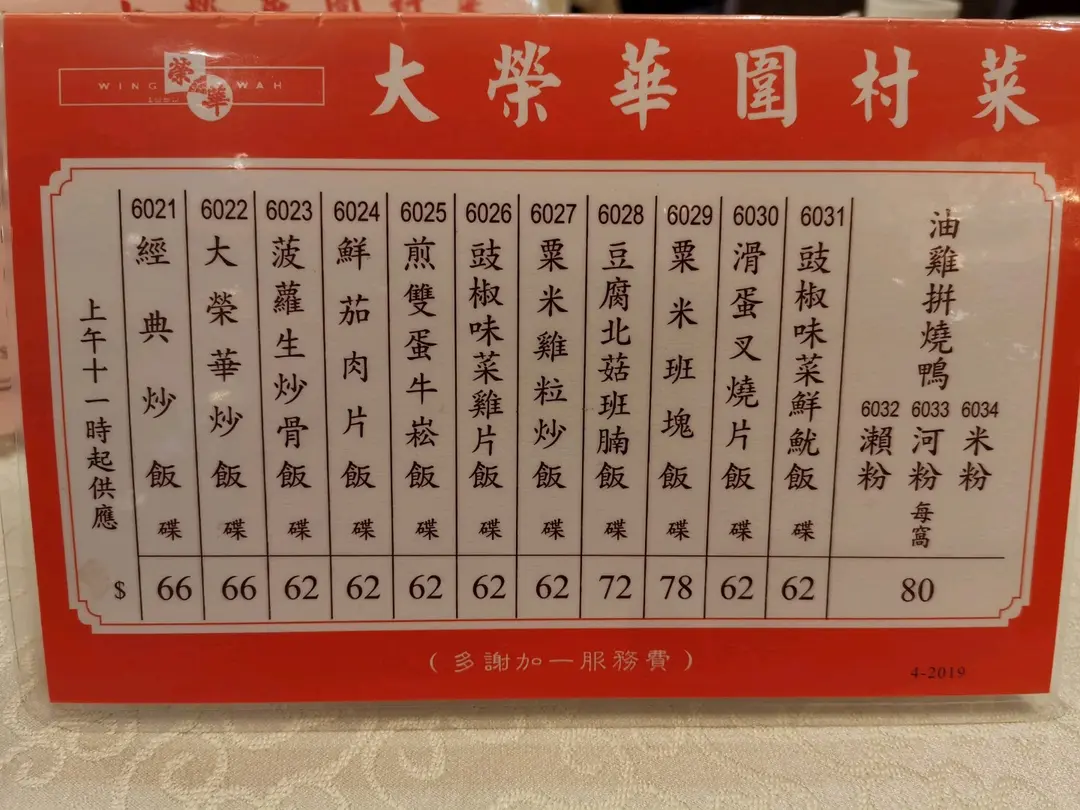 WING WAH
榮華
大榮華圍村菜
上午十一時起供應
6021 經典炒飯 碟 $66
6022 大榮華炒飯 碟 66
6023 菠蘿生炒骨飯 碟 62
6024 鮮茄肉片飯 碟 62
6025 煎雙蛋牛崧飯 碟 62
6026 豉椒味菜雞片飯 碟 62
6027 粟米雞粒炒飯 碟 62
6028 豆腐北菇班腩飯 碟 72
6029 粟米班塊飯 碟 78
6030 滑蛋叉燒片飯 碟 62
6031 豉椒味菜鮮魷飯 碟 62
油雞拼燒鴨
6032 瀨粉
6033 河粉
6034 米粉
每窩
80
(多謝加一服務費)
4-2019